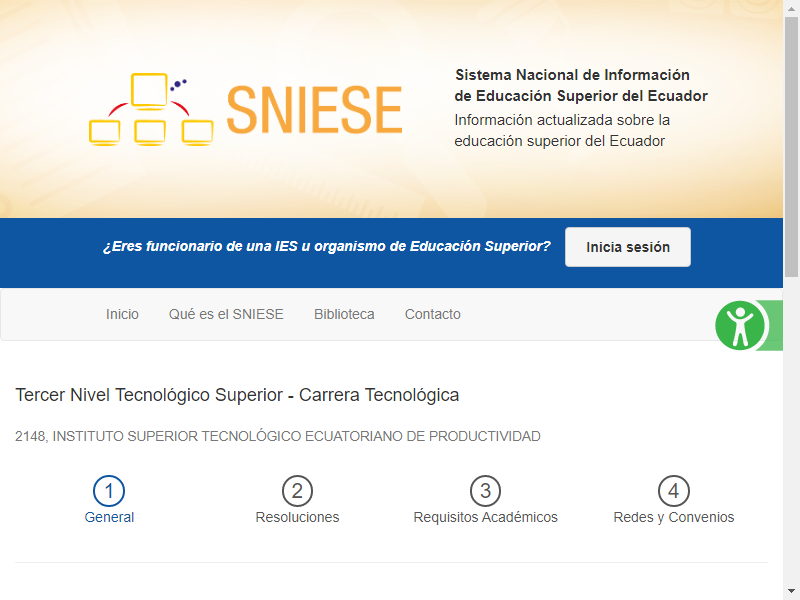 SNIESE
Sistema Nacional de Información
de Educación Superior del Ecuador
Información actualizada sobre la
educación superior del Ecuador
¿Eres funcionario de una IES u organismo de Educación Superior?
Inicia sesión
Inicio
Qué es el SNIESE
Biblioteca
Contacto
Tercer Nivel Tecnológico Superior - Carrera Tecnológica
2148, INSTITUTO SUPERIOR TECNOLÓGICO ECUATORIANO DE PRODUCTIVIDAD
1
General
2
Resoluciones
3
Requisitos Académicos
4
Redes y Convenios